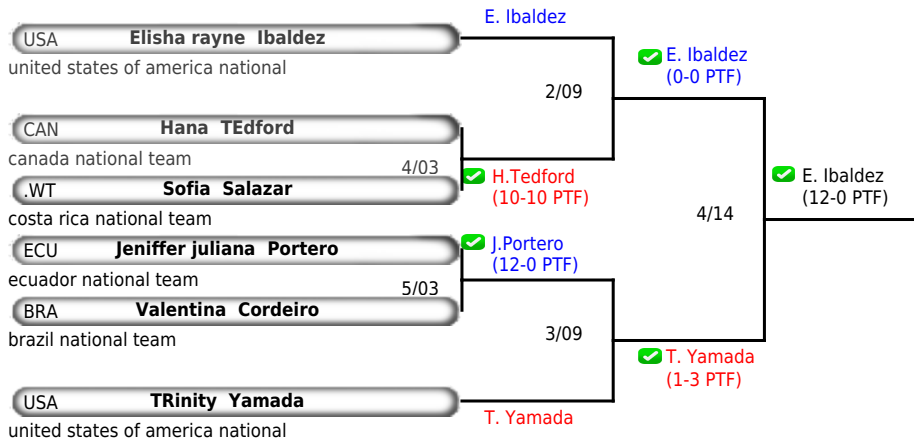 E. Ibaldez
USA Elisha rayne Ibaldez
united states of america national
E. Ibaldez
(0-0 PTF)
2/09
CAN Hana TEdford
canada national team
4/03
H.Tedford
(10-10 PTF)
.WT Sofia Salazar
costa rica national team
E. Ibaldez
(12-0 PTF)
4/14
ECU Jeniffer juliana Portero
ecuador national team
J.Portero
(12-0 PTF)
5/03
BRA Valentina Cordeiro
brazil national team
3/09
T. Yamada
(1-3 PTF)
USA TRinity Yamada
united states of america national
T. Yamada